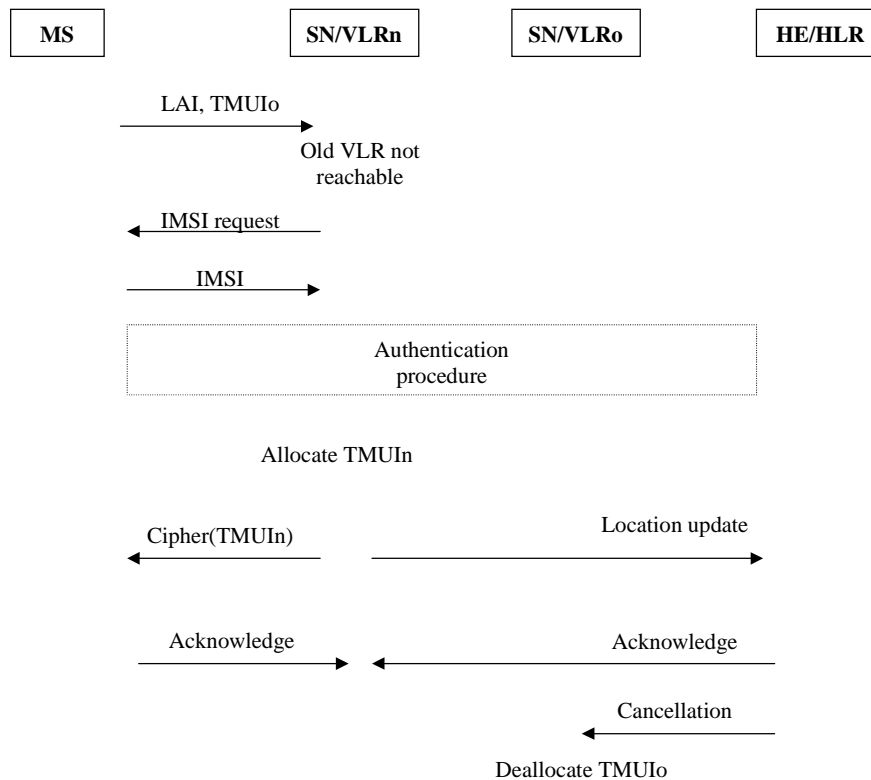 MS
SN/VLRn
SN/VLRo
HE/HLR
LAI, TMUIo
Old VLR not
reachable
IMSI request
IMSI
Authentication
procedure
Allocate TMUIn
Cipher(TMUIn)
Location update
Acknowledge
Acknowledge
Cancellation
Deallocate TMUIo